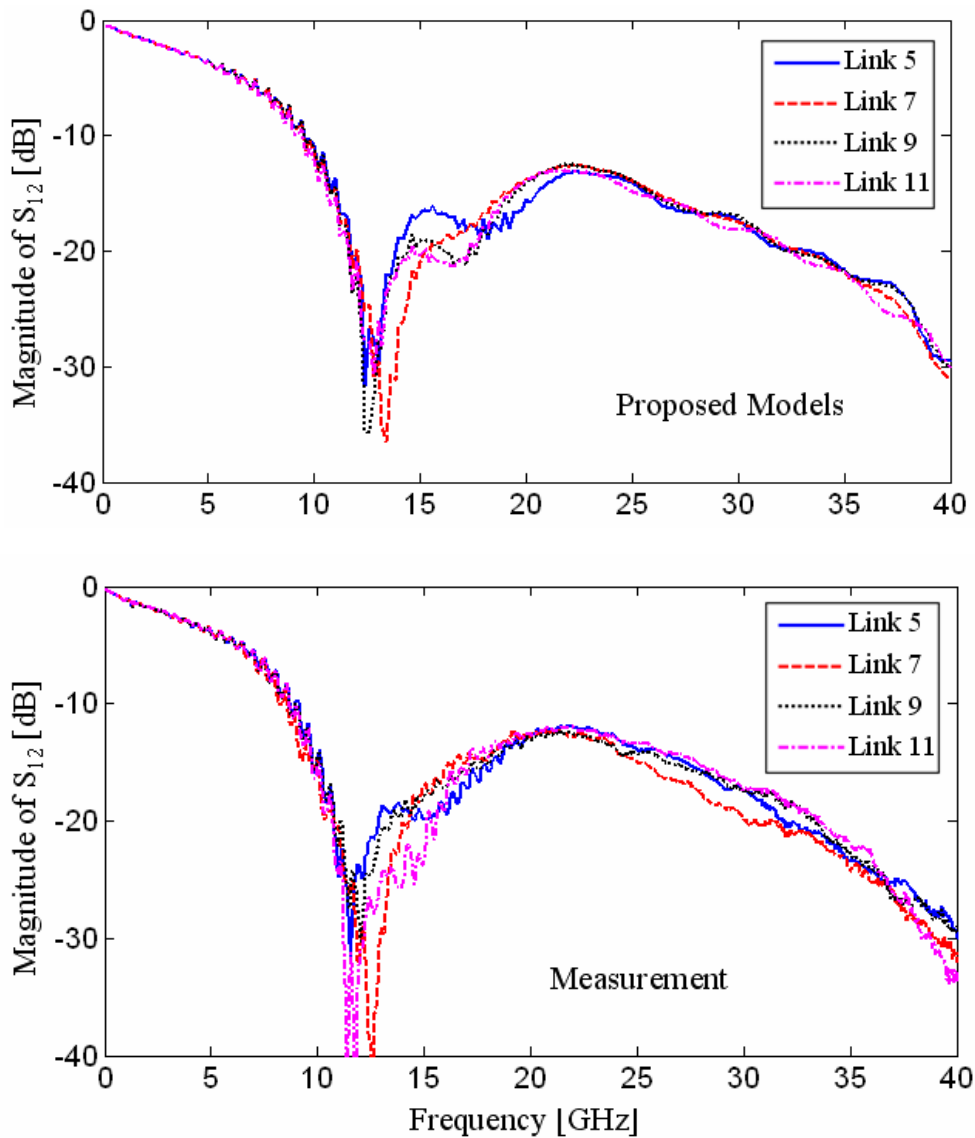 Magnitude of S12 [dB]
0
-10
-20
-30
-40
Link 5
Link 7
Link 9
Link 11
Proposed Models
0 5 10 15 20 25 30 35 40
Magnitude of S12 [dB]
0
-10
-20
-30
-40
Link 5
Link 7
Link 9
Link 11
Measurement
0 5 10 15 20 25 30 35 40
Frequency [GHz]